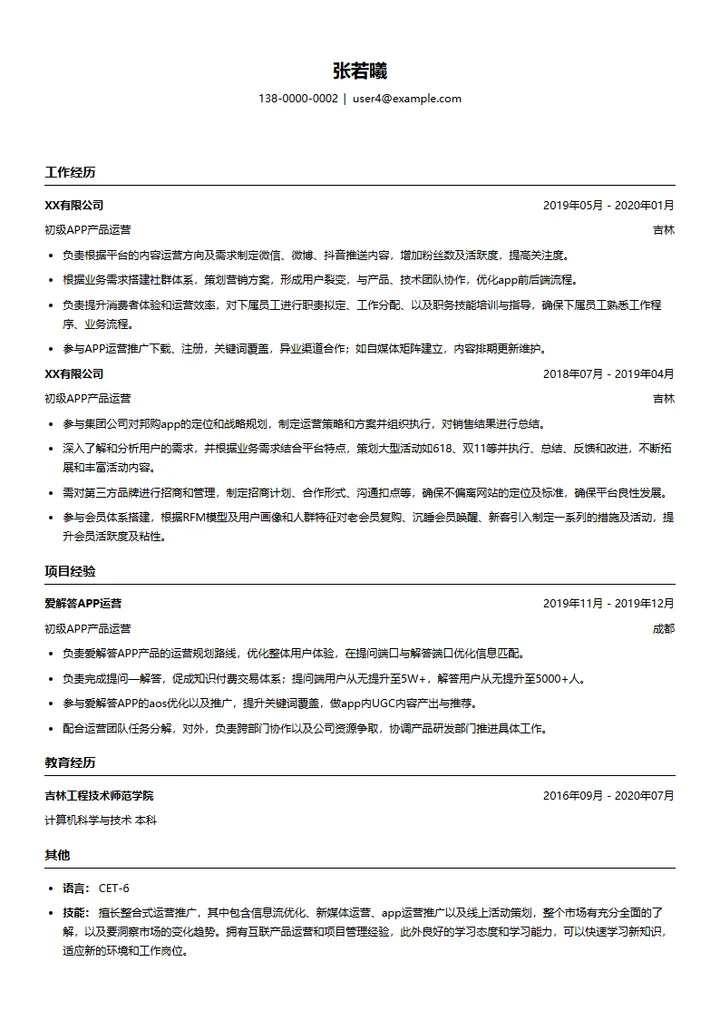 张若曦
138-0000-0002 | user4@example.com
工作经历
XX有限公司 2019年05月 - 2020年01月
初级APP产品运营 吉林
• 负责根据平台的内容运营方向及需求制定微信、微博、抖音推送内容，增加粉丝数及活跃度，提高关注度。
• 根据业务需求搭建社群体系，策划营销方案，形成用户裂变，与产品、技术团队协作，优化app前后端流程。
• 负责提升消费者体验和运营效率，对下属员工进行职责拟定、工作分配、以及职务技能培训与指导，确保下属员工熟悉工作程
序、业务流程。
• 参与APP运营推广下载、注册，关键词覆盖，异业渠道合作；如自媒体矩阵建立，内容排期更新维护。
XX有限公司 2018年07月 - 2019年04月
初级APP产品运营 吉林
• 参与集团公司对邦购app的定位和战略规划，制定运营策略和方案并组织执行，对销售结果进行总结。
• 深入了解和分析用户的需求，并根据业务需求结合平台特点，策划大型活动如618、双11等并执行、总结、反馈和改进，不断拓
展和丰富活动内容。
• 需对第三方品牌进行招商和管理，制定招商计划、合作形式、沟通扣点等，确保不偏离网站的定位及标准，确保平台良性发展。
• 参与会员体系搭建，根据RFM模型及用户画像和人群特征对老会员复购、沉睡会员唤醒、新客引入制定一系列的措施及活动，提
升会员活跃度及粘性。
项目经验
爱解答APP运营 2019年11月 - 2019年12月
初级APP产品运营 成都
• 负责爱解答APP产品的运营规划路线，优化整体用户体验，在提问端口与解答端口优化信息匹配。
• 负责完成提问—解答，促成知识付费交易体系；提问端用户从无提升至5W+，解答用户从无提升至5000+人。
• 参与爱解答APP的aos优化以及推广，提升关键词覆盖，做app内UGC内容产出与推荐。
• 配合运营团队任务分解，对外，负责跨部门协作以及公司资源争取，协调产品研发部门推进具体工作。
教育经历
吉林工程技术师范学院 2016年09月 - 2020年07月
计算机科学与技术 本科
其他
• 语言： CET-6
• 技能： 擅长整合式运营推广，其中包含信息流优化、新媒体运营、app运营推广以及线上活动策划，整个市场有充分全面的了
解，以及要洞察市场的变化趋势。拥有互联产品运营和项目管理经验，此外良好的学习态度和学习能力，可以快速学习新知识，
适应新的环境和工作岗位。